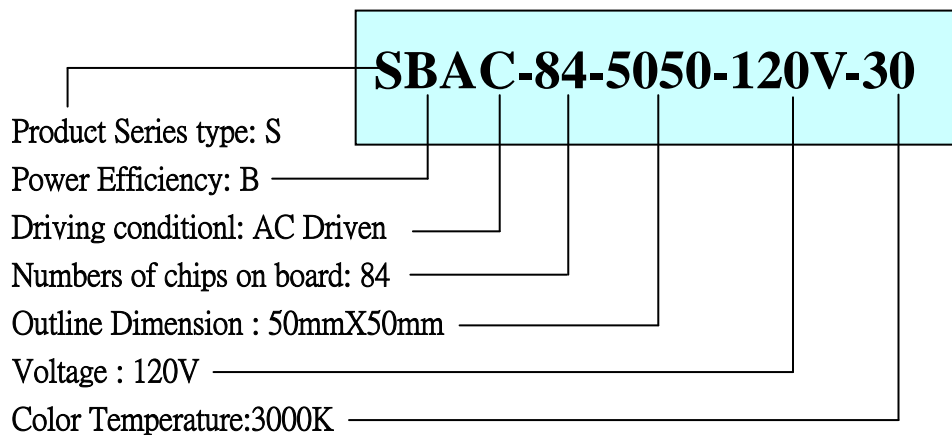 SBAC-84-5050-120V-30
Product Series type: S
Power Efficiency: B
Driving conditionl: AC Driven
Numbers of chips on board: 84
Outline Dimension : 50mmX50mm
Voltage : 120V
Color Temperature:3000K